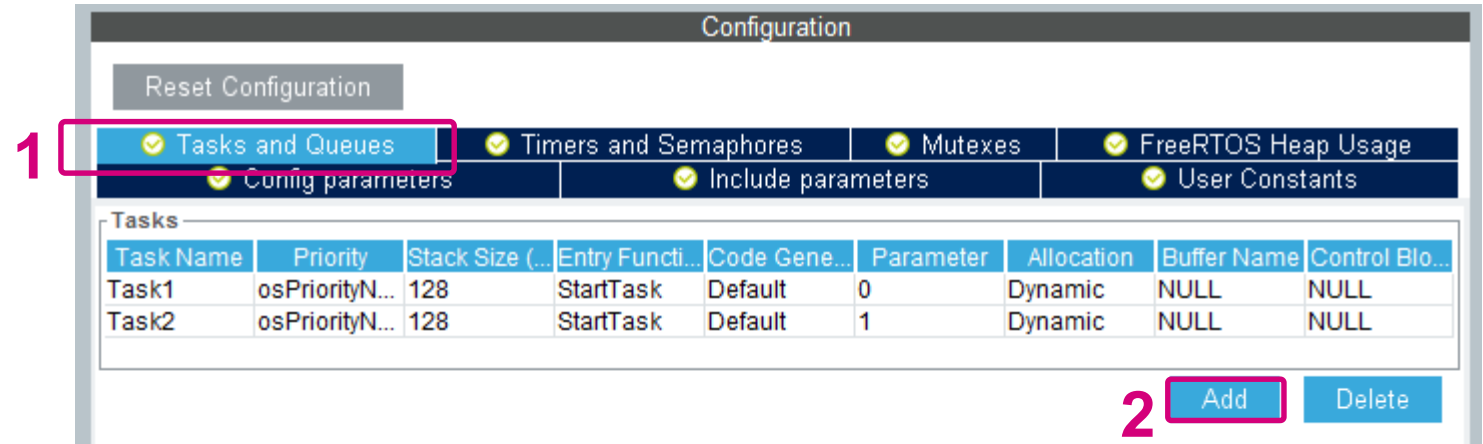 Configuration
Reset Configuration
1
Tasks and Queues Timers and Semaphores Mutexes FreeRTOS Heap Usage
Config parameters Include parameters User Constants
Tasks
Task Name Priority Stack Size (... Entry Functi... Code Gene... Parameter Allocation Buffer Name Control Blo...
Task1 osPriorityN... 128 StartTask Default 0 Dynamic NULL NULL
Task2 osPriorityN... 128 StartTask Default 1 Dynamic NULL NULL
2 Add Delete